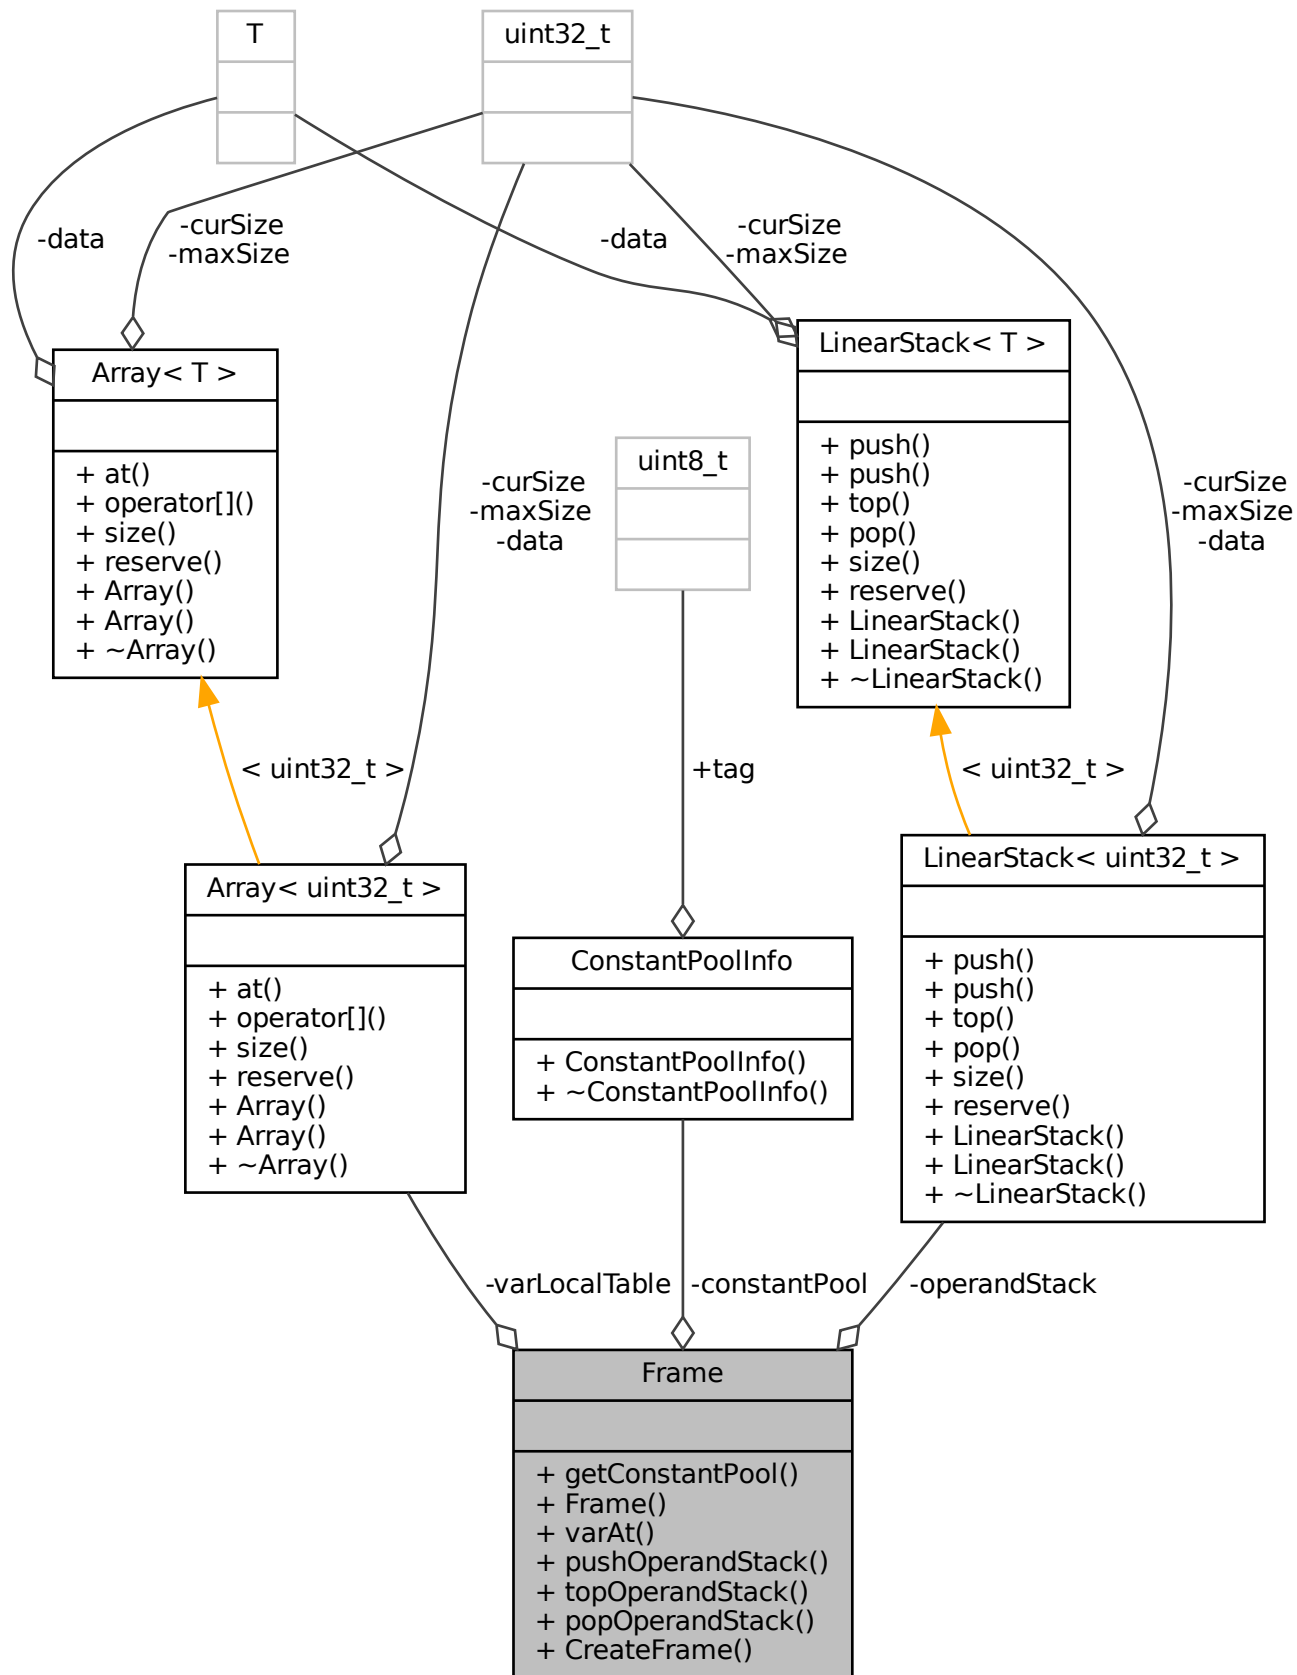 T
uint32_t
-data
-curSize
-maxSize
-data
-curSize
-maxSize
Array< T >
+ at()
+ operator[]()
+ size()
+ reserve()
+ Array()
+ Array()
+ ~Array()
LinearStack< T >
+ push()
+ push()
+ top()
+ pop()
+ size()
+ reserve()
+ LinearStack()
+ LinearStack()
+ ~LinearStack()
uint8_t
-curSize
-maxSize
-data
-curSize
-maxSize
-data
< uint32_t >
+tag
< uint32_t >
Array< uint32_t >
+ at()
+ operator[]()
+ size()
+ reserve()
+ Array()
+ Array()
+ ~Array()
ConstantPoolInfo
+ ConstantPoolInfo()
+ ~ConstantPoolInfo()
LinearStack< uint32_t >
+ push()
+ push()
+ top()
+ pop()
+ size()
+ reserve()
+ LinearStack()
+ LinearStack()
+ ~LinearStack()
-varLocalTable
-constantPool
-operandStack
Frame
+ getConstantPool()
+ Frame()
+ varAt()
+ pushOperandStack()
+ topOperandStack()
+ popOperandStack()
+ CreateFrame()